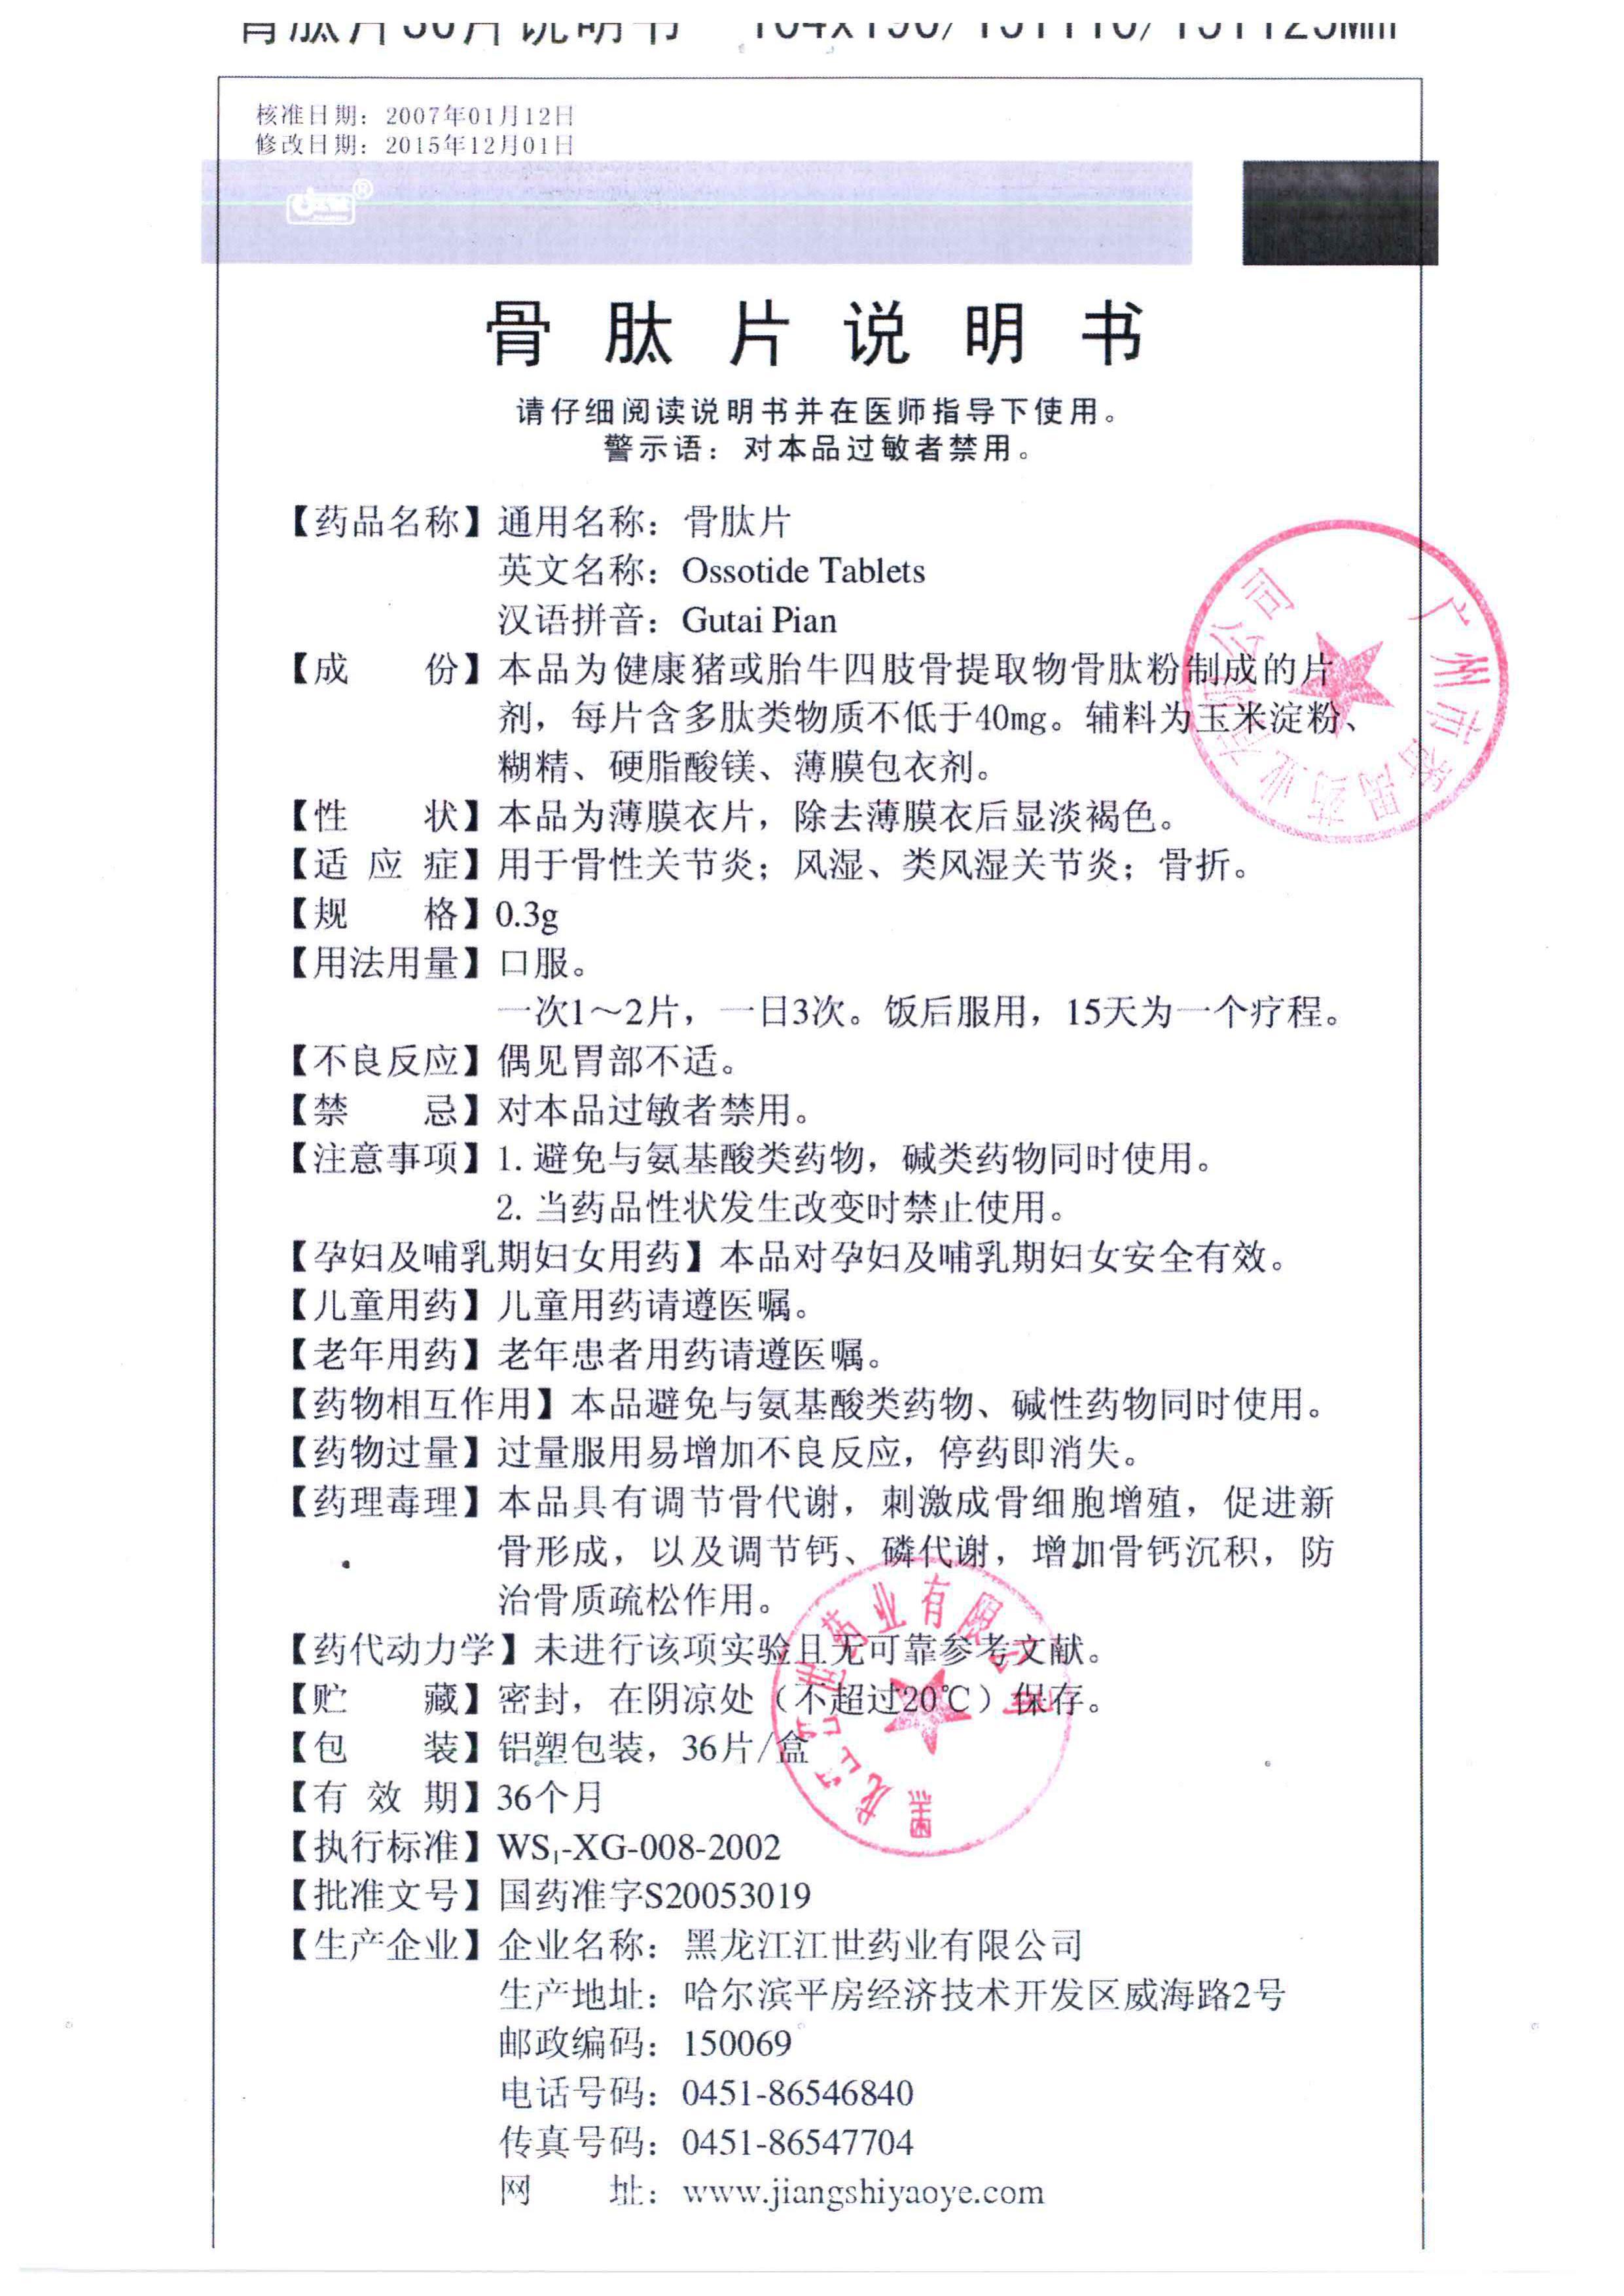 核准日期：2007年01月12日
修改日期：2015年12月01日
®
骨肽片说明书
请仔细阅读说明书并在医师指导下使用。
警示语：对本品过敏者禁用。
【药品名称】通用名称：骨肽片
英文名称：Ossotide Tablets
汉语拼音：Gutai Pian
【成　　份】本品为健康猪或胎牛四肢骨提取物骨肽粉制成的片
剂，每片含多肽类物质不低于40mg。辅料为玉米淀粉、
糊精、硬脂酸镁、薄膜包衣剂。
【性　　状】本品为薄膜衣片，除去薄膜衣后显淡褐色。
【适 应 症】用于骨性关节炎；风湿、类风湿关节炎；骨折。
【规　　格】0.3g
【用法用量】口服。
一次1～2片，一日3次。饭后服用，15天为一个疗程。
【不良反应】偶见胃部不适。
【禁　　忌】对本品过敏者禁用。
【注意事项】1. 避免与氨基酸类药物，碱类药物同时使用。
2. 当药品性状发生改变时禁止使用。
【孕妇及哺乳期妇女用药】本品对孕妇及哺乳期妇女安全有效。
【儿童用药】儿童用药请遵医嘱。
【老年用药】老年患者用药请遵医嘱。
【药物相互作用】本品避免与氨基酸类药物、碱性药物同时使用。
【药物过量】过量服用易增加不良反应，停药即消失。
【药理毒理】本品具有调节骨代谢，刺激成骨细胞增殖，促进新
骨形成，以及调节钙、磷代谢，增加骨钙沉积，防
治骨质疏松作用。
【药代动力学】未进行该项实验且无可靠参考文献。
【贮　　藏】密封，在阴凉处（不超过20℃）保存。
【包　　装】铝塑包装，36片/盒
【有 效 期】36个月
【执行标准】WS₁-XG-008-2002
【批准文号】国药准字S20053019
【生产企业】企业名称：黑龙江江世药业有限公司
生产地址：哈尔滨平房经济技术开发区威海路2号
邮政编码：150069
电话号码：0451-86546840
传真号码：0451-86547704
网　　址：www.jiangshiyaoye.com
广州市番禺药业有限公司
黑龙江江世药业有限公司